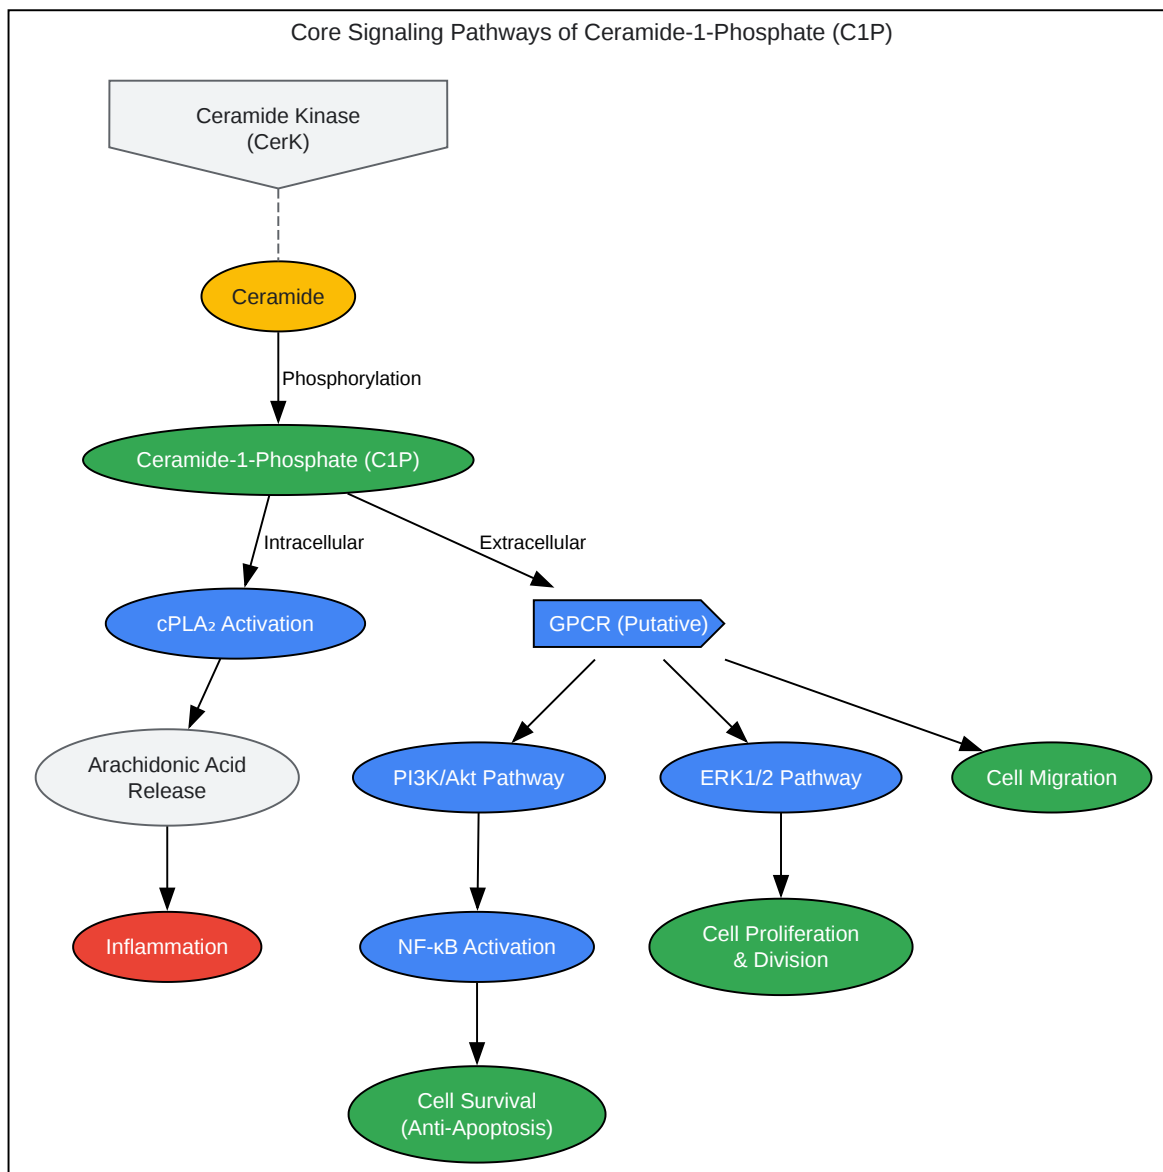 Core Signaling Pathways of Ceramide-1-Phosphate (C1P)
Ceramide Kinase
(CerK)
Ceramide
Phosphorylation
Ceramide-1-Phosphate (C1P)
Intracellular
Extracellular
cPLA₂ Activation
GPCR (Putative)
Arachidonic Acid
Release
PI3K/Akt Pathway
ERK1/2 Pathway
Cell Migration
Inflammation
NF-κB Activation
Cell Proliferation
& Division
Cell Survival
(Anti-Apoptosis)